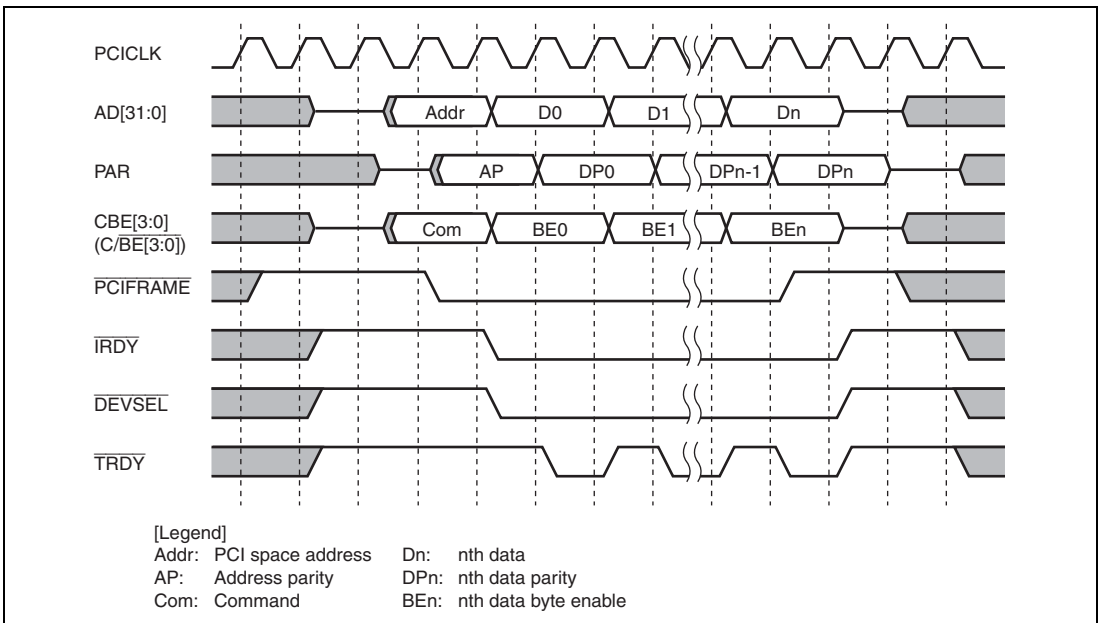 PCICLK
AD[31:0] Addr D0 D1 Dn
PAR AP DP0 DPn-1 DPn
CBE[3:0] Com BE0 BE1 BEn
(C/BE[3:0])
PCIFRAME
IRDY
DEVSEL
TRDY
[Legend]
Addr: PCI space address Dn: nth data
AP: Address parity DPn: nth data parity
Com: Command BEn: nth data byte enable